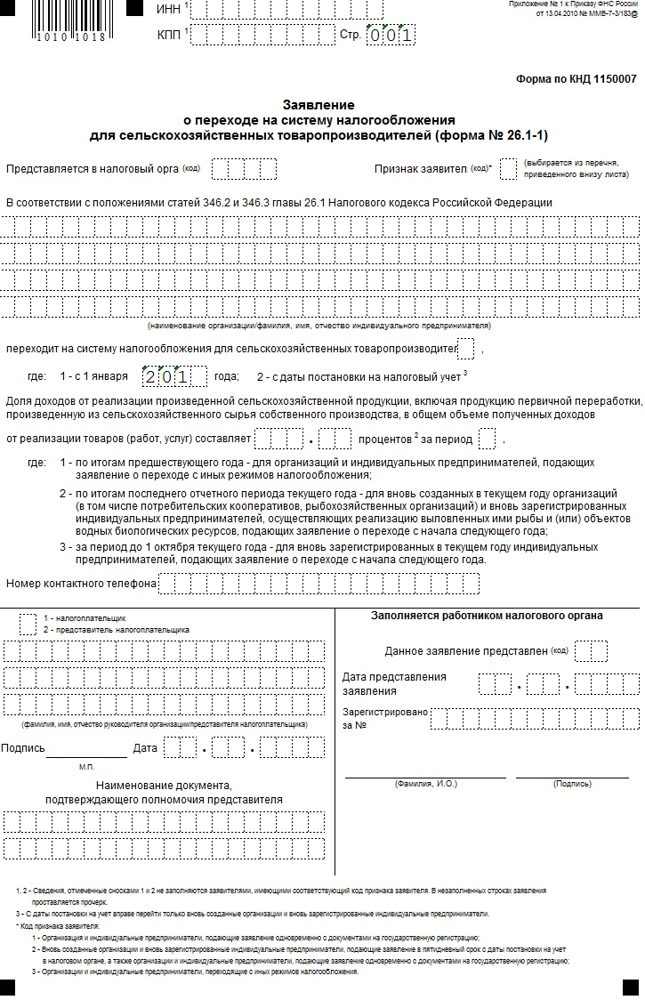 Приложение № 1 к Приказу ФНС России
от 13.04.2010 № ММВ-7-3/183@
1010 1018
ИНН 1
КПП 1 Стр. 001
Форма по КНД 1150007
Заявление
о переходе на систему налогообложения
для сельскохозяйственных товаропроизводителей (форма № 26.1-1)
Представляется в налоговый орга (код) Признак заявител (код)* (выбирается из перечня,
приведенного внизу листа)
В соответствии с положениями статей 346.2 и 346.3 главы 26.1 Налогового кодекса Российской Федерации
(наименование организации/фамилия, имя, отчество индивидуального предпринимателя)
переходит на систему налогообложения для сельскохозяйственных товаропроизводител ,
где: 1 - с 1 января 201 года; 2 - с даты постановки на налоговый учет 3
Доля доходов от реализации произведенной сельскохозяйственной продукции, включая продукцию первичной переработки,
произведенную из сельскохозяйственного сырья собственного производства, в общем объеме полученных доходов
от реализации товаров (работ, услуг) составляет . процентов 2 за период ,
где: 1 - по итогам предшествующего года - для организаций и индивидуальных предпринимателей, подающих
заявление о переходе с иных режимов налогообложения;
2 - по итогам последнего отчетного периода текущего года - для вновь созданных в текущем году организаций
(в том числе потребительских кооперативов, рыбохозяйственных организаций) и вновь зарегистрированных
индивидуальных предпринимателей, осуществляющих реализацию выловленных ими рыбы и (или) объектов
водных биологических ресурсов, подающих заявление о переходе с начала следующего года;
3 - за период до 1 октября текущего года - для вновь зарегистрированных в текущем году индивидуальных
предпринимателей, подающих заявление о переходе с начала следующего года.
Номер контактного телефона
1 - налогоплательщик
2 - представитель налогоплательщика
(фамилия, имя, отчество руководителя организации/представителя налогоплательщика)
Подпись Дата . .
М.П.
Наименование документа,
подтверждающего полномочия представителя
Заполняется работником налогового органа
Данное заявление представлен (код)
Дата представления
заявления . .
Зарегистрировано
за №
(Фамилия, И.О.) (Подпись)
1, 2 - Сведения, отмеченные сносками 1 и 2 не заполняются заявителями, имеющими соответствующий код признака заявителя. В незаполненных строках заявления
проставляется прочерк.
3 - С даты постановки на учет вправе перейти только вновь созданные организации и вновь зарегистрированные индивидуальные предприниматели.
* Код признака заявителя:
1 - Организация и индивидуальные предприниматели, подающие заявление одновременно с документами на государственную регистрацию;
2 - Вновь созданные организации и вновь зарегистрированные индивидуальные предприниматели, подающие заявление в пятидневный срок с даты постановки на учет
в налоговом органе, а также организации и индивидуальные предприниматели, подающие заявление одновременно с документами на государственную регистрацию;
3 - Организации и индивидуальные предприниматели, переходящие с иных режимов налогообложения.